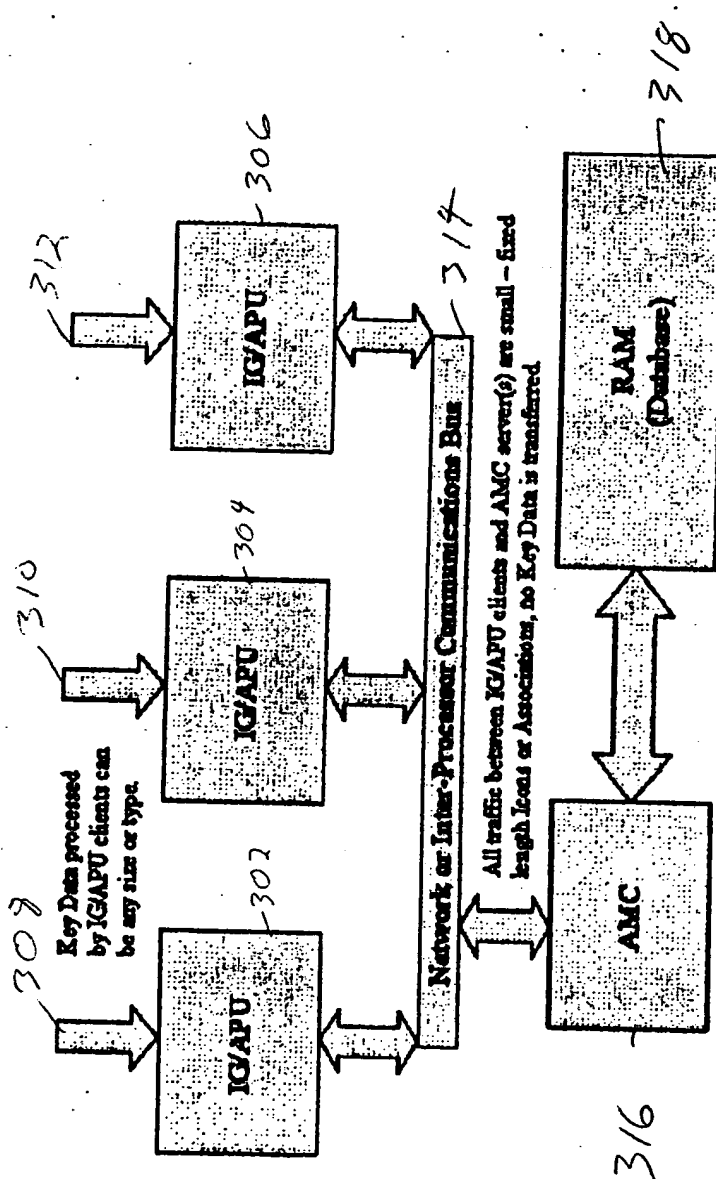 308
310
312
Key Data processed
by IG/APU clients can
be any size or type.
IG/APU
302
IG/APU
304
IG/APU
306
Network or Inter-Processor Communications Bus
314
All traffic between IG/APU clients and AMC server(s) are small – fixed
length Icons or Associations, no Key Data is transferred.
AMC
316
RAM
(Database)
318